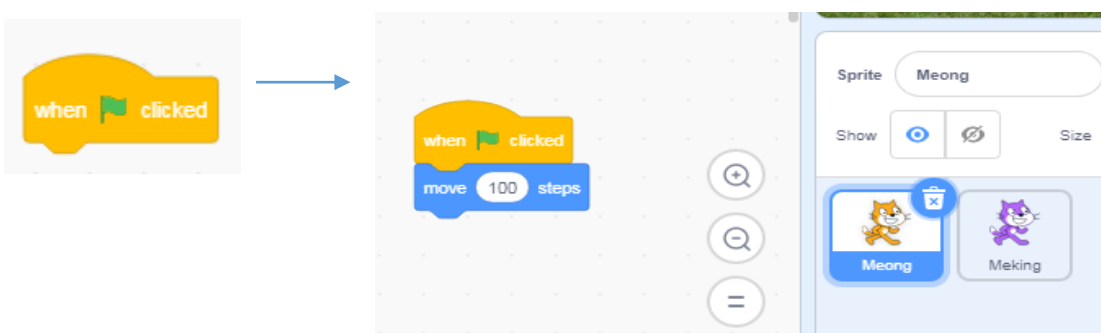 when clicked
when clicked
move 100 steps
Sprite Meong
Show Size
Meong Meking